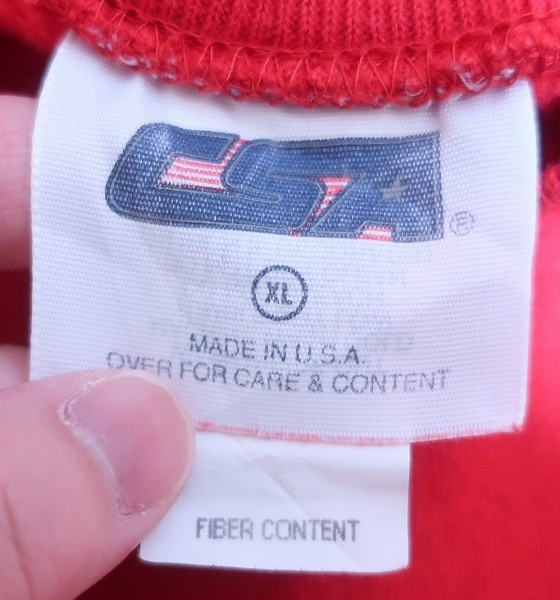 CSA ®
XL
MADE IN U.S.A.
OVER FOR CARE & CONTENT
FIBER CONTENT